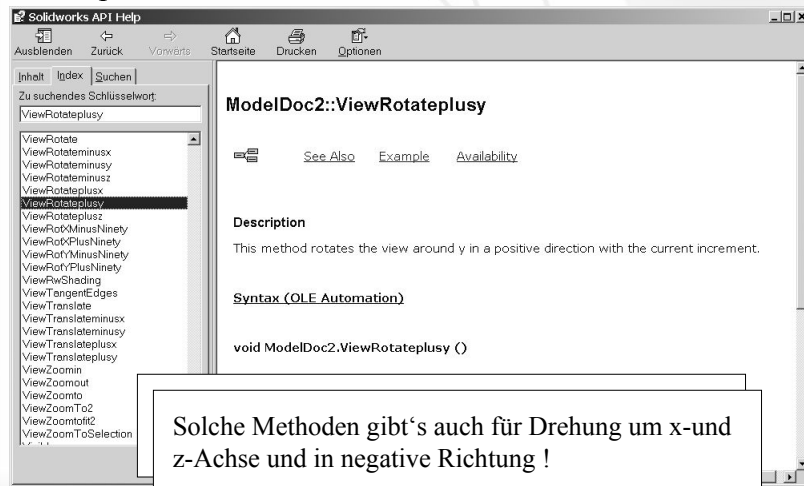 Solidworks API Help
Ausblenden Zurück Vorwärts Startseite Drucken Optionen
Inhalt Index Suchen
Zu suchendes Schlüsselwort:
ViewRotateplusy
ViewRotate
ViewRotateminusx
ViewRotateminusy
ViewRotateminusz
ViewRotateplusx
ViewRotateplusy
ViewRotateplusz
ViewRotXMinusNinety
ViewRotXPlusNinety
ViewRotYMinusNinety
ViewRotYPlusNinety
ViewRwShading
ViewTangentEdges
ViewTranslate
ViewTranslateminusx
ViewTranslateminusy
ViewTranslateplusx
ViewTranslateplusy
ViewZoomin
ViewZoomout
ViewZoomto
ViewZoomTo2
ViewZoomtofit2
ViewZoomToSelection
ModelDoc2::ViewRotateplusy
See Also Example Availability
Description
This method rotates the view around y in a positive direction with the current increment.
Syntax (OLE Automation)
void ModelDoc2.ViewRotateplusy ()
Solche Methoden gibt‘s auch für Drehung um x-und
z-Achse und in negative Richtung !